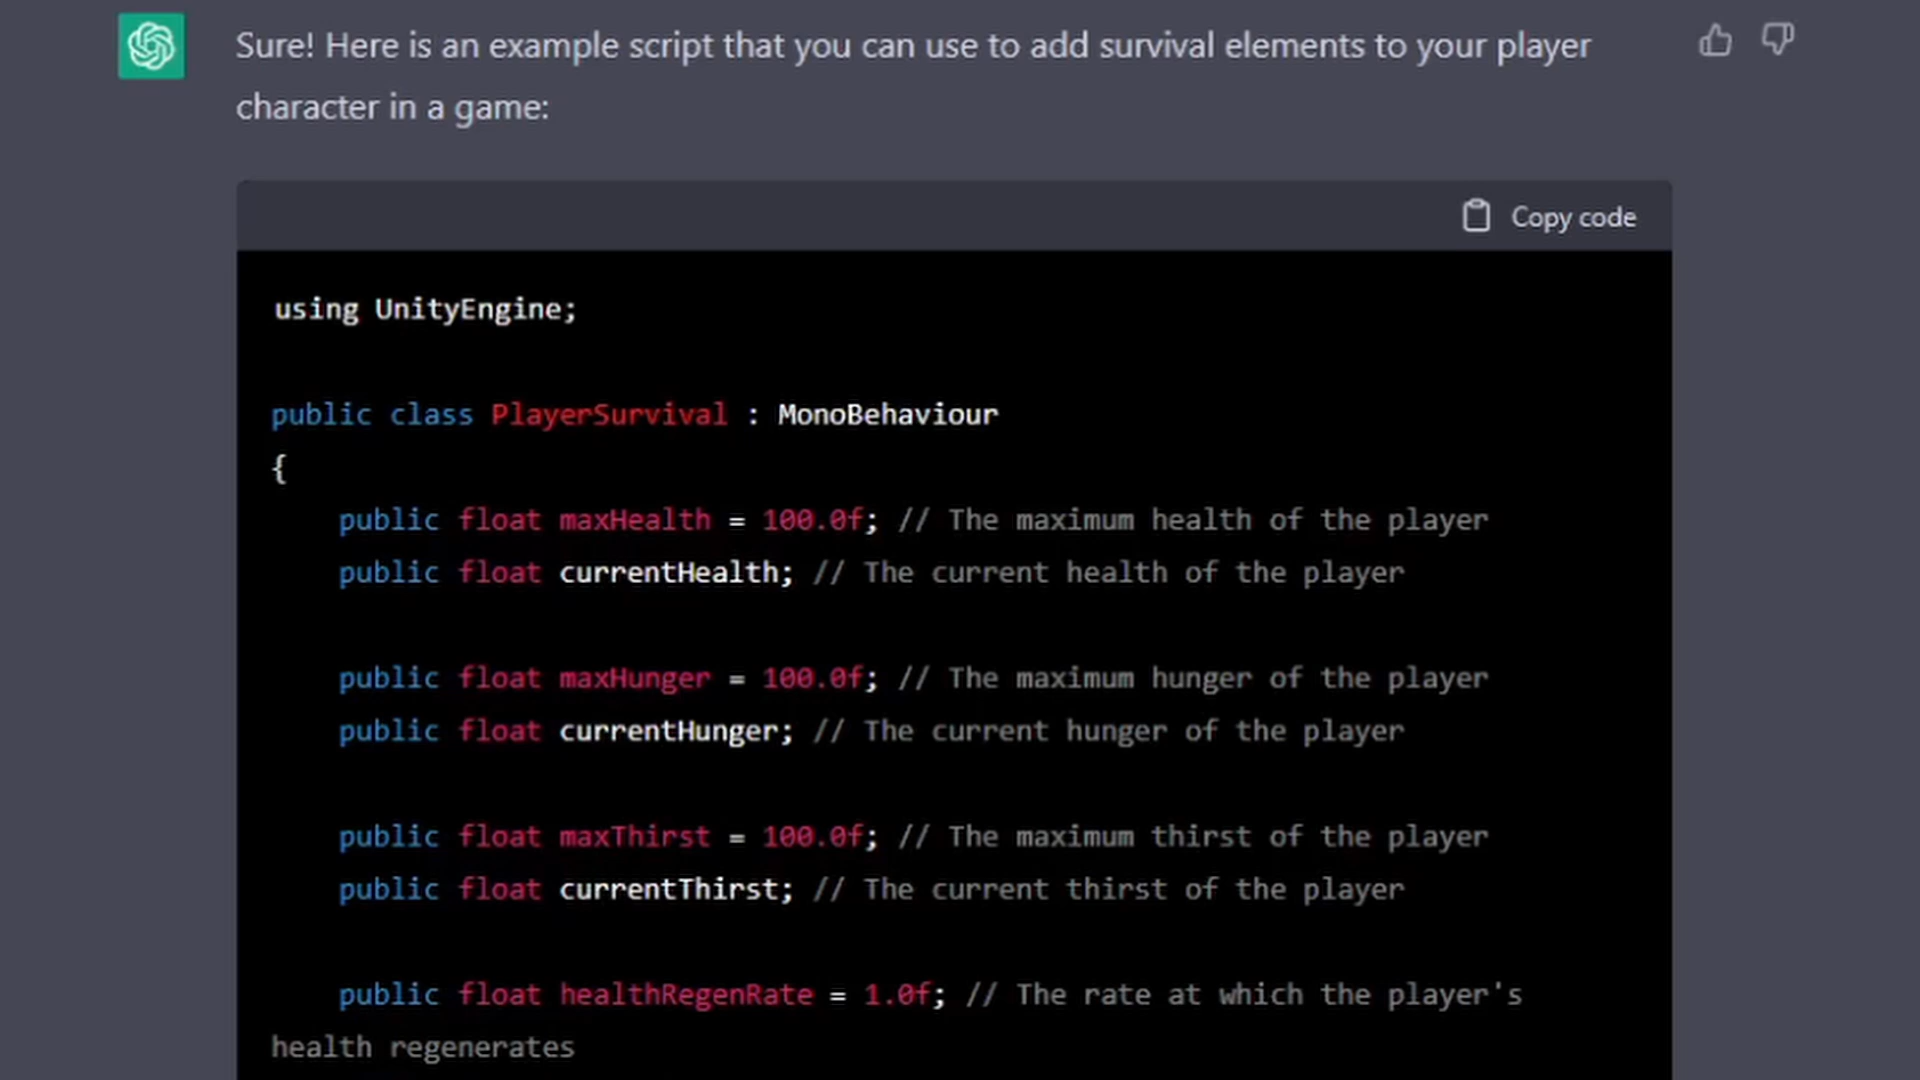 Sure! Here is an example script that you can use to add survival elements to your player
character in a game:
Copy code
using UnityEngine;
public class PlayerSurvival : MonoBehaviour
{
public float maxHealth = 100.0f; // The maximum health of the player
public float currentHealth; // The current health of the player
public float maxHunger = 100.0f; // The maximum hunger of the player
public float currentHunger; // The current hunger of the player
public float maxThirst = 100.0f; // The maximum thirst of the player
public float currentThirst; // The current thirst of the player
public float healthRegenRate = 1.0f; // The rate at which the player's
health regenerates